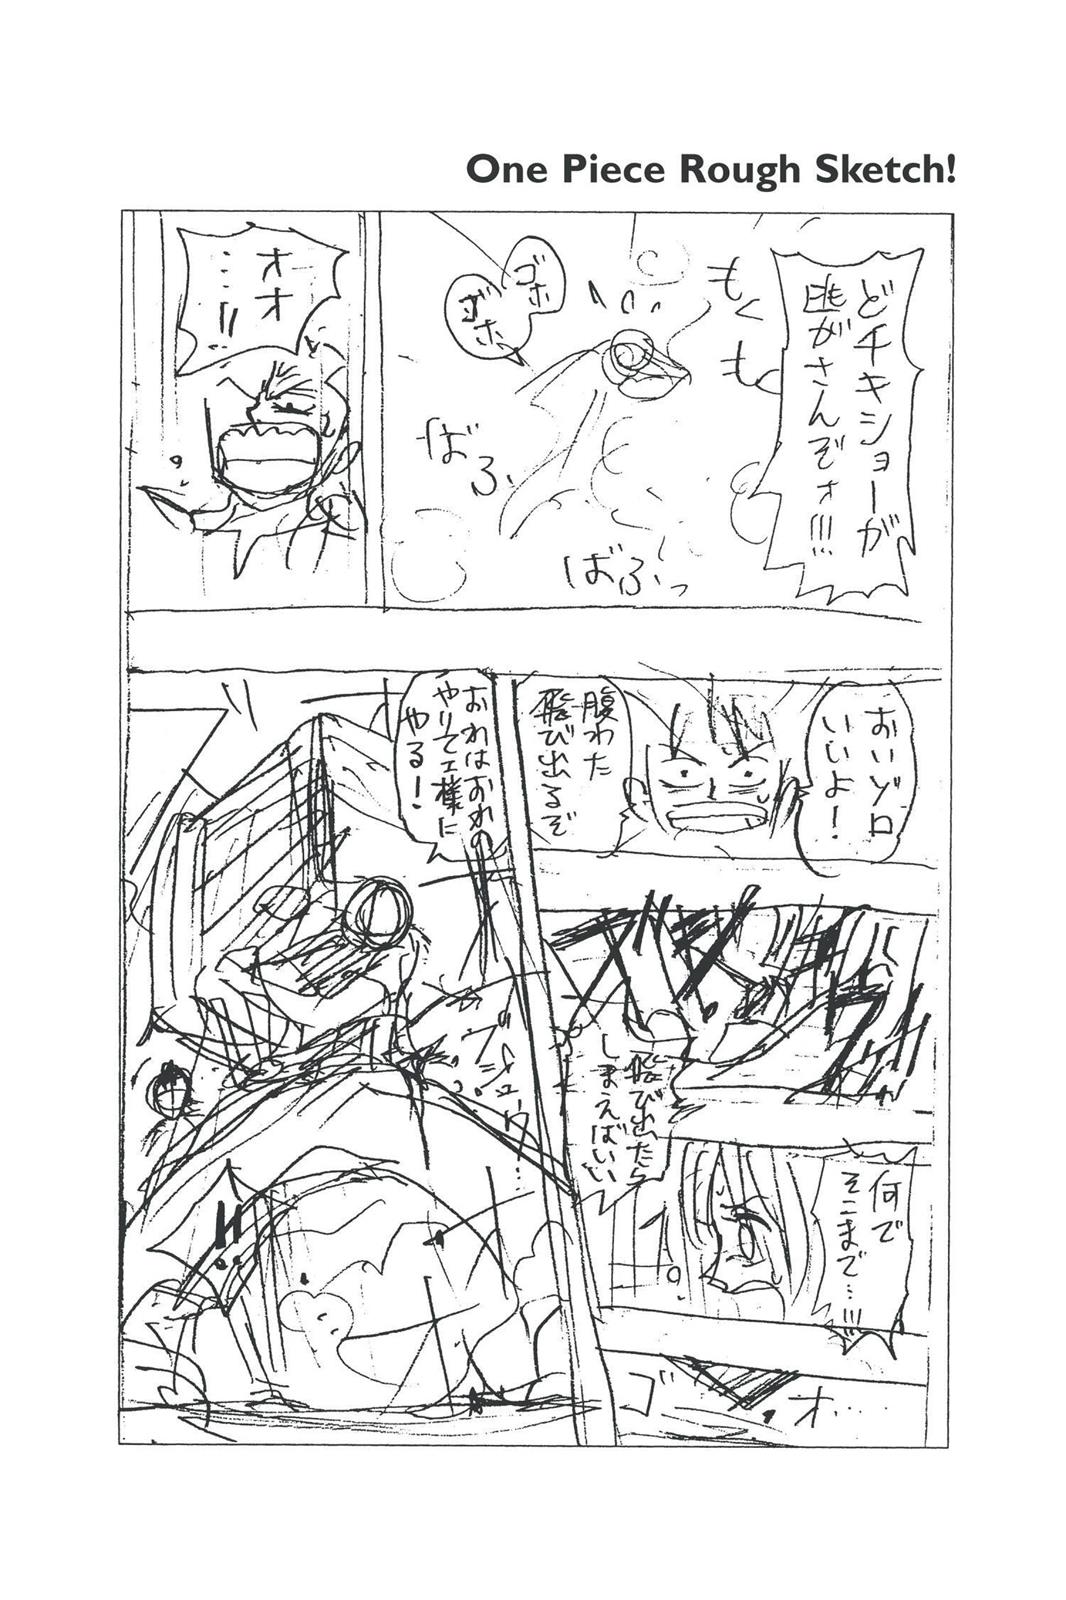 One Piece Rough Sketch!
どチキショーが
逃がさんぞォ!!!
もく
もく
ゴホ
ゴホッ
ばふっ
ばふっ
オオ
…!!
おいゾロ
いいよ!
腹わた
飛び出るぞ
おれはおれの
やりてェ様に
やる!
飛び出たら
しまえばいい
何で
そこまで…!!!
!!
ゴ
オ…